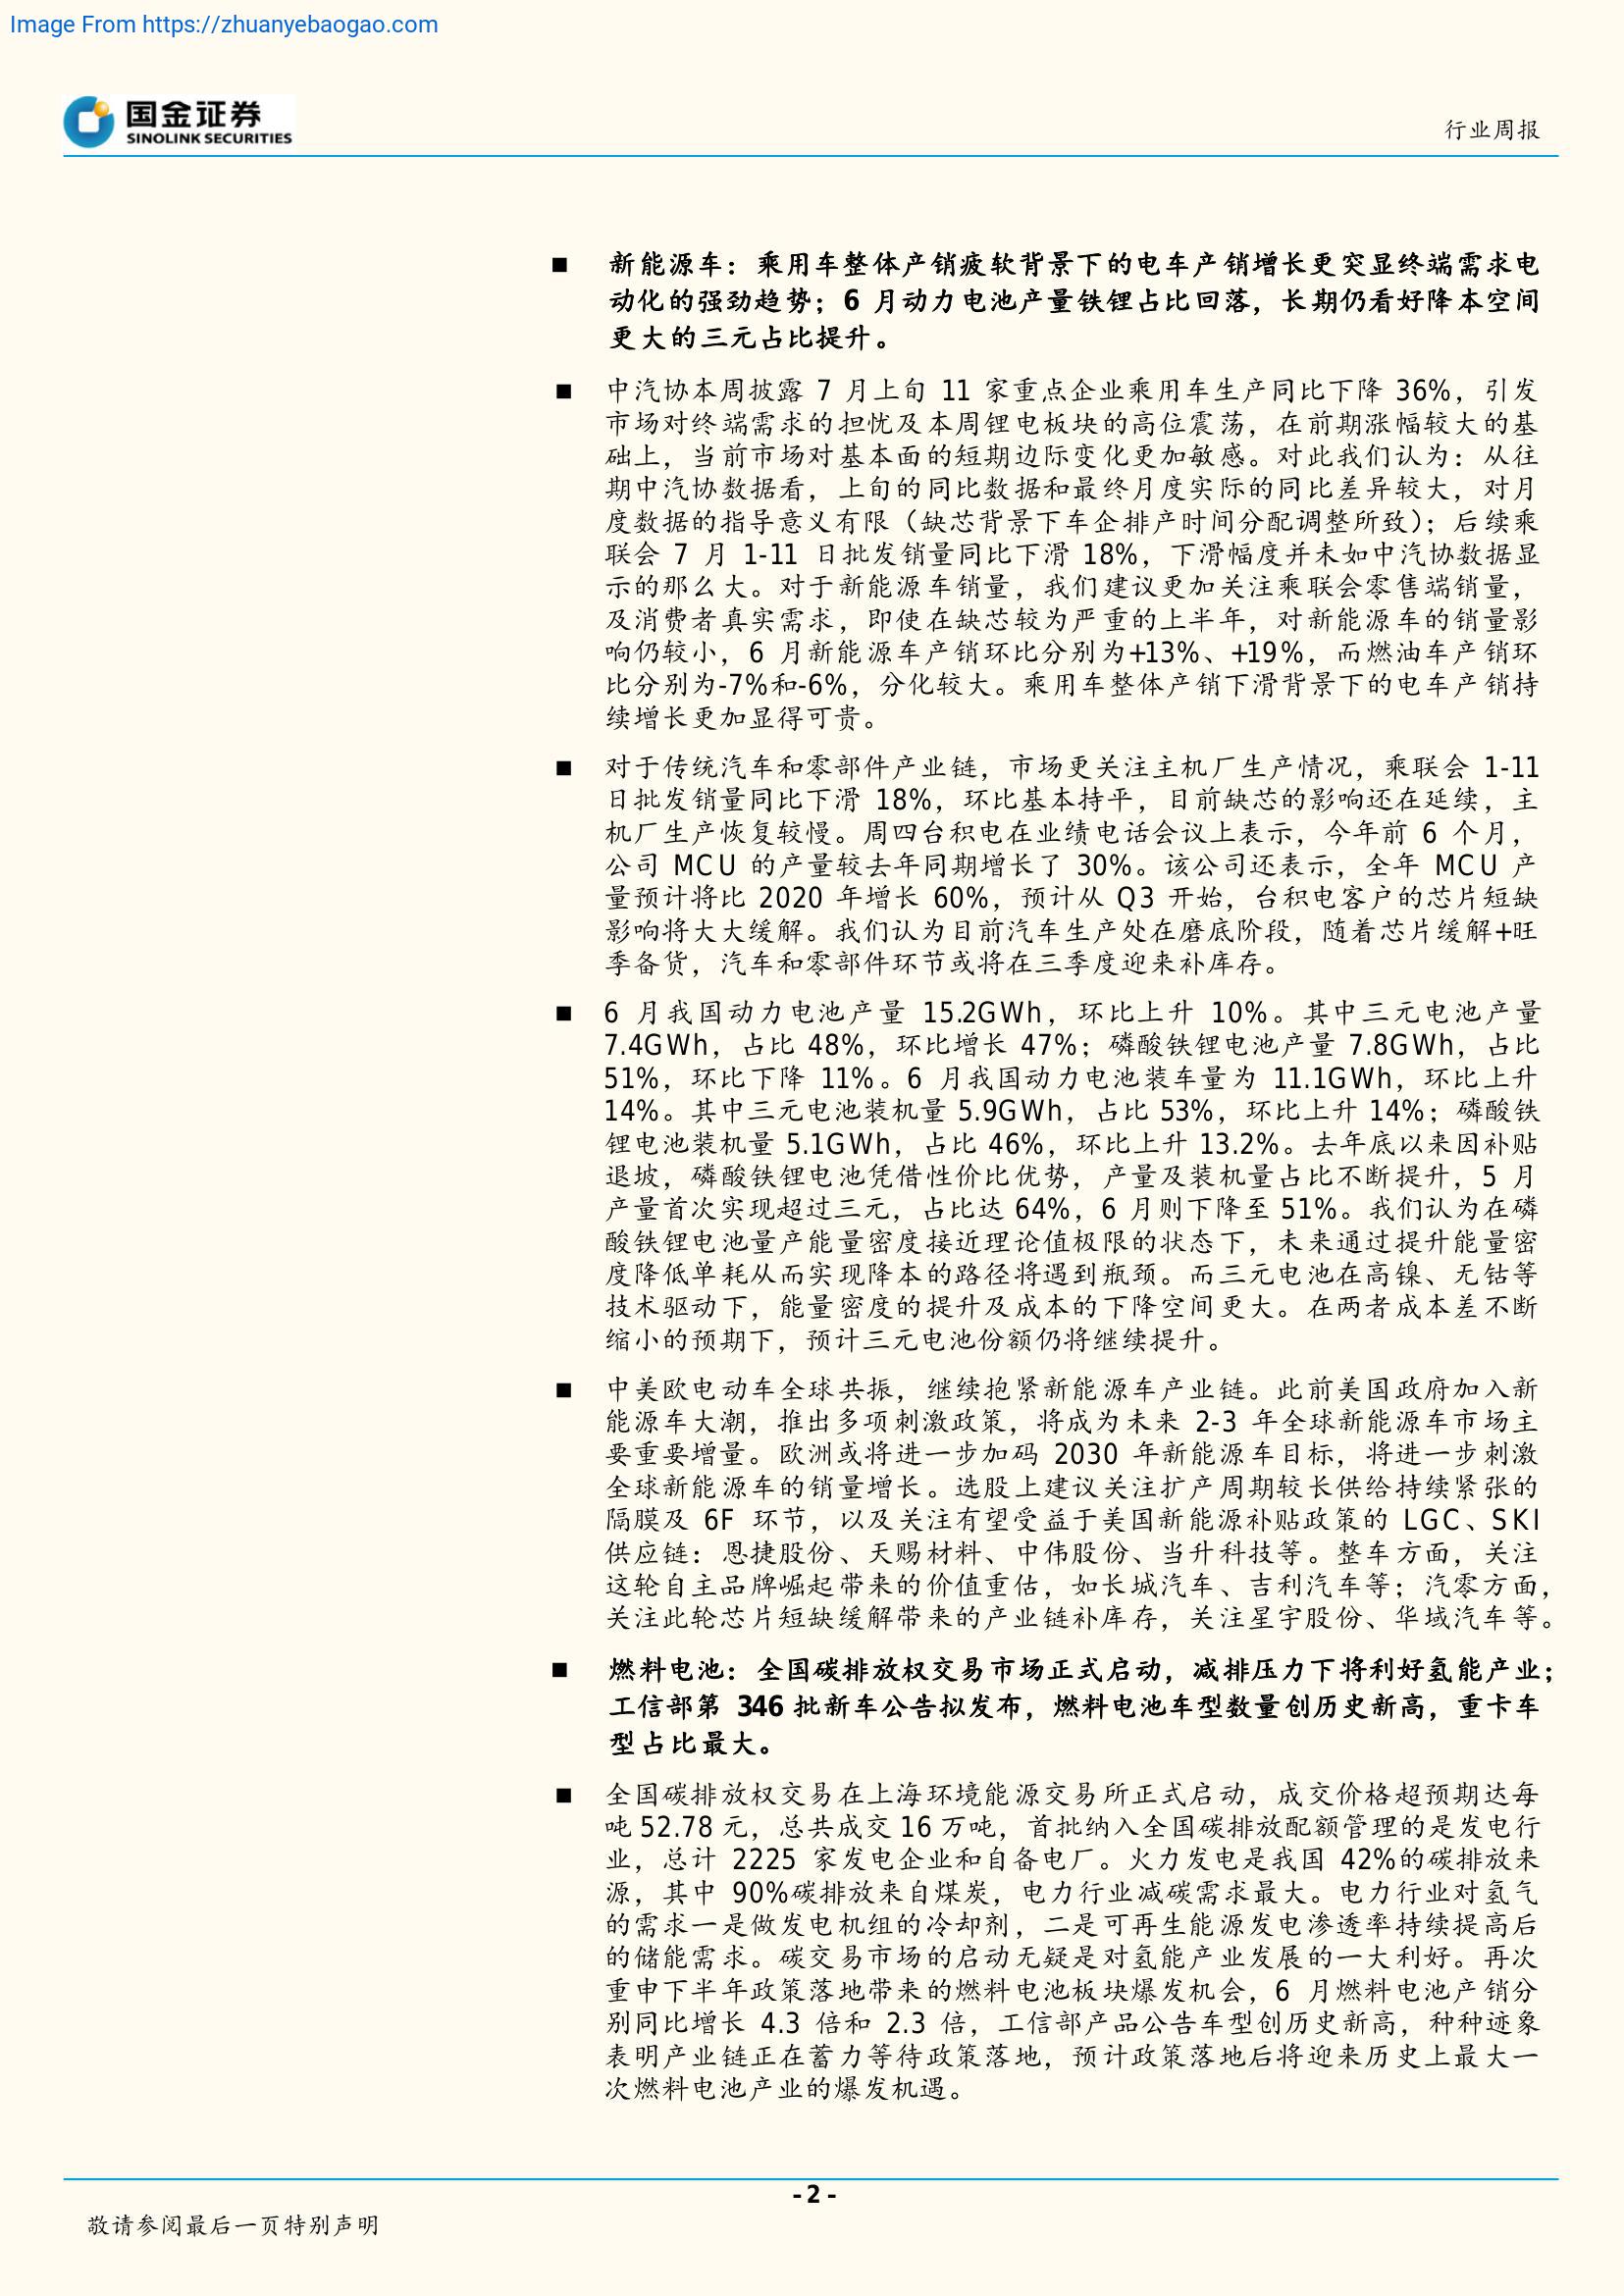 Image From https://zhuanyebaogao.com
国金证券
SINOLINK SECURITIES
行业周报
■ 新能源车：乘用车整体产销疲软背景下的电车产销增长更突显终端需求电
动化的强劲趋势；6 月动力电池产量铁锂占比回落，长期仍看好降本空间
更大的三元占比提升。
■ 中汽协本周披露 7 月上旬 11 家重点企业乘用车生产同比下降 36%，引发
市场对终端需求的担忧及本周锂电板块的高位震荡，在前期涨幅较大的基
础上，当前市场对基本面的短期边际变化更加敏感。对此我们认为：从往
期中汽协数据看，上旬的同比数据和最终月度实际的同比差异较大，对月
度数据的指导意义有限（缺芯背景下车企排产时间分配调整所致）；后续乘
联会 7 月 1-11 日批发销量同比下滑 18%，下滑幅度并未如中汽协数据显
示的那么大。对于新能源车销量，我们建议更加关注乘联会零售端销量，
及消费者真实需求，即使在缺芯较为严重的上半年，对新能源车的销量影
响仍较小，6 月新能源车产销环比分别为+13%、+19%，而燃油车产销环
比分别为-7%和-6%，分化较大。乘用车整体产销下滑背景下的电车产销持
续增长更加显得可贵。
■ 对于传统汽车和零部件产业链，市场更关注主机厂生产情况，乘联会 1-11
日批发销量同比下滑 18%，环比基本持平，目前缺芯的影响还在延续，主
机厂生产恢复较慢。周四台积电在业绩电话会议上表示，今年前 6 个月，
公司 MCU 的产量较去年同期增长了 30%。该公司还表示，全年 MCU 产
量预计将比 2020 年增长 60%，预计从 Q3 开始，台积电客户的芯片短缺
影响将大大缓解。我们认为目前汽车生产处在磨底阶段，随着芯片缓解+旺
季备货，汽车和零部件环节或将在三季度迎来补库存。
■ 6 月我国动力电池产量 15.2GWh，环比上升 10%。其中三元电池产量
7.4GWh，占比 48%，环比增长 47%；磷酸铁锂电池产量 7.8GWh，占比
51%，环比下降 11%。6 月我国动力电池装车量为 11.1GWh，环比上升
14%。其中三元电池装机量 5.9GWh，占比 53%，环比上升 14%；磷酸铁
锂电池装机量 5.1GWh，占比 46%，环比上升 13.2%。去年底以来因补贴
退坡，磷酸铁锂电池凭借性价比优势，产量及装机量占比不断提升，5 月
产量首次实现超过三元，占比达 64%，6 月则下降至 51%。我们认为在磷
酸铁锂电池量产能量密度接近理论值极限的状态下，未来通过提升能量密
度降低单耗从而实现降本的路径将遇到瓶颈。而三元电池在高镍、无钴等
技术驱动下，能量密度的提升及成本的下降空间更大。在两者成本差不断
缩小的预期下，预计三元电池份额仍将继续提升。
■ 中美欧电动车全球共振，继续抱紧新能源车产业链。此前美国政府加入新
能源车大潮，推出多项刺激政策，将成为未来 2-3 年全球新能源车市场主
要重要增量。欧洲或将进一步加码 2030 年新能源车目标，将进一步刺激
全球新能源车的销量增长。选股上建议关注扩产周期较长供给持续紧张的
隔膜及 6F 环节，以及关注有望受益于美国新能源补贴政策的 LGC、SKI
供应链：恩捷股份、天赐材料、中伟股份、当升科技等。整车方面，关注
这轮自主品牌崛起带来的价值重估，如长城汽车、吉利汽车等；汽零方面，
关注此轮芯片短缺缓解带来的产业链补库存，关注星宇股份、华域汽车等。
■ 燃料电池：全国碳排放权交易市场正式启动，减排压力下将利好氢能产业；
工信部第 346 批新车公告拟发布，燃料电池车型数量创历史新高，重卡车
型占比最大。
■ 全国碳排放权交易在上海环境能源交易所正式启动，成交价格超预期达每
吨 52.78 元，总共成交 16 万吨，首批纳入全国碳排放配额管理的是发电行
业，总计 2225 家发电企业和自备电厂。火力发电是我国 42%的碳排放来
源，其中 90%碳排放来自煤炭，电力行业减碳需求最大。电力行业对氢气
的需求一是做发电机组的冷却剂，二是可再生能源发电渗透率持续提高后
的储能需求。碳交易市场的启动无疑是对氢能产业发展的一大利好。再次
重申下半年政策落地带来的燃料电池板块爆发机会，6 月燃料电池产销分
别同比增长 4.3 倍和 2.3 倍，工信部产品公告车型创历史新高，种种迹象
表明产业链正在蓄力等待政策落地，预计政策落地后将迎来历史上最大一
次燃料电池产业的爆发机遇。
- 2 -
敬请参阅最后一页特别声明